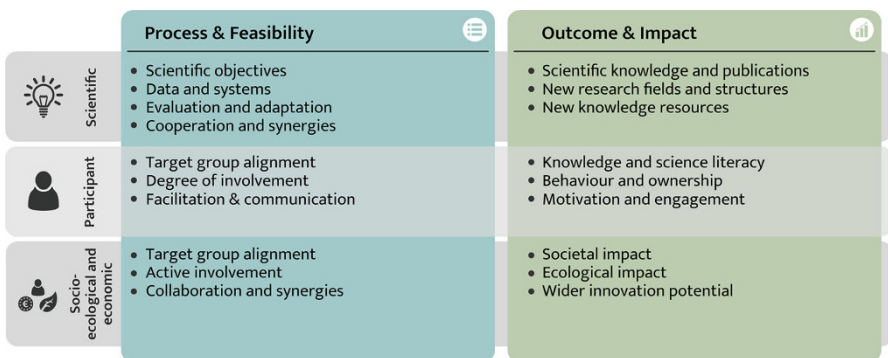 Process & Feasibility
Outcome & Impact
Scientific
• Scientific objectives
• Data and systems
• Evaluation and adaptation
• Cooperation and synergies
• Scientific knowledge and publications
• New research fields and structures
• New knowledge resources
Participant
• Target group alignment
• Degree of involvement
• Facilitation & communication
• Knowledge and science literacy
• Behaviour and ownership
• Motivation and engagement
Socio-
ecological and
economic
• Target group alignment
• Active involvement
• Collaboration and synergies
• Societal impact
• Ecological impact
• Wider innovation potential